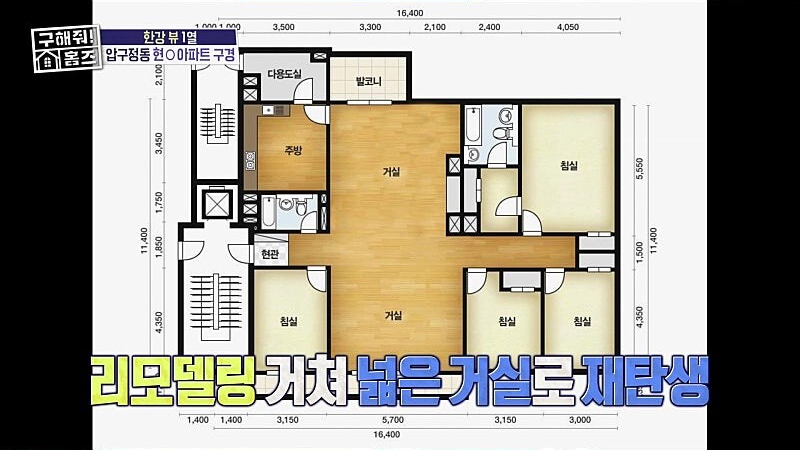 구해줘! 홈즈
한강 뷰 1열
압구정동 현○아파트 구경
16,400
1,000 1,000 3,500 3,300 2,100 2,400 4,050
2,100
3,450
1,750
1,850
4,350
11,400
다용도실
발코니
주방
거실
침실
현관
침실
거실
침실
침실
5,550
1,500
4,350
11,400
리모델링 거쳐 넓은 거실로 재탄생
1,400 1,400 3,150 5,700 3,150 3,000
16,400